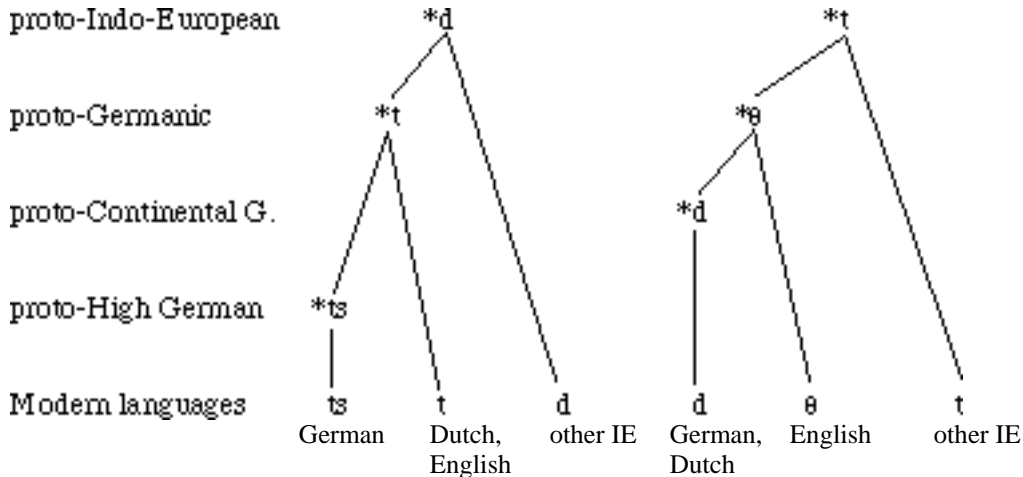 proto-Indo-European *d *t
proto-Germanic *t *θ
proto-Continental G. *d
proto-High German *ts
Modern languages ts t d d θ t
German Dutch, other IE German, English other IE
English Dutch